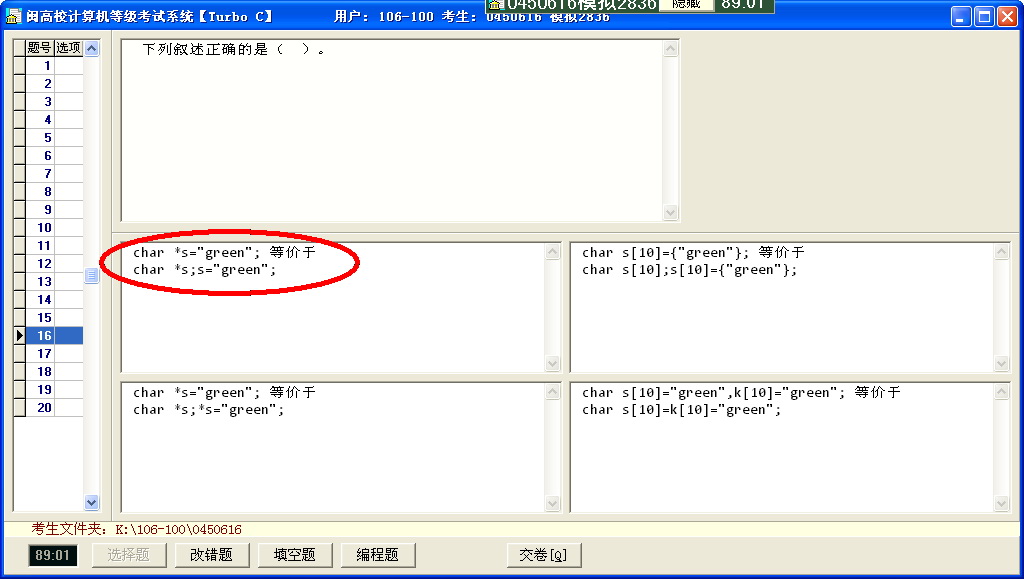 闽高校计算机等级考试系统【Turbo C】 用户: 106-100 考生: 0450616 模拟2836
0450616模拟2836 隐藏 89:01
题号 选项
下列叙述正确的是（ ）。
1
2
3
4
5
6
7
8
9
10
11
12
13
14
15
16
17
18
19
20
char *s="green"; 等价于
char *s;s="green";
char s[10]={"green"}; 等价于
char s[10];s[10]={"green"};
char *s="green"; 等价于
char *s;*s="green";
char s[10]="green",k[10]="green"; 等价于
char s[10]=k[10]="green";
考生文件夹: K:\106-100\0450616
89:01 选择题 改错题 填空题 编程题 交卷[Q]